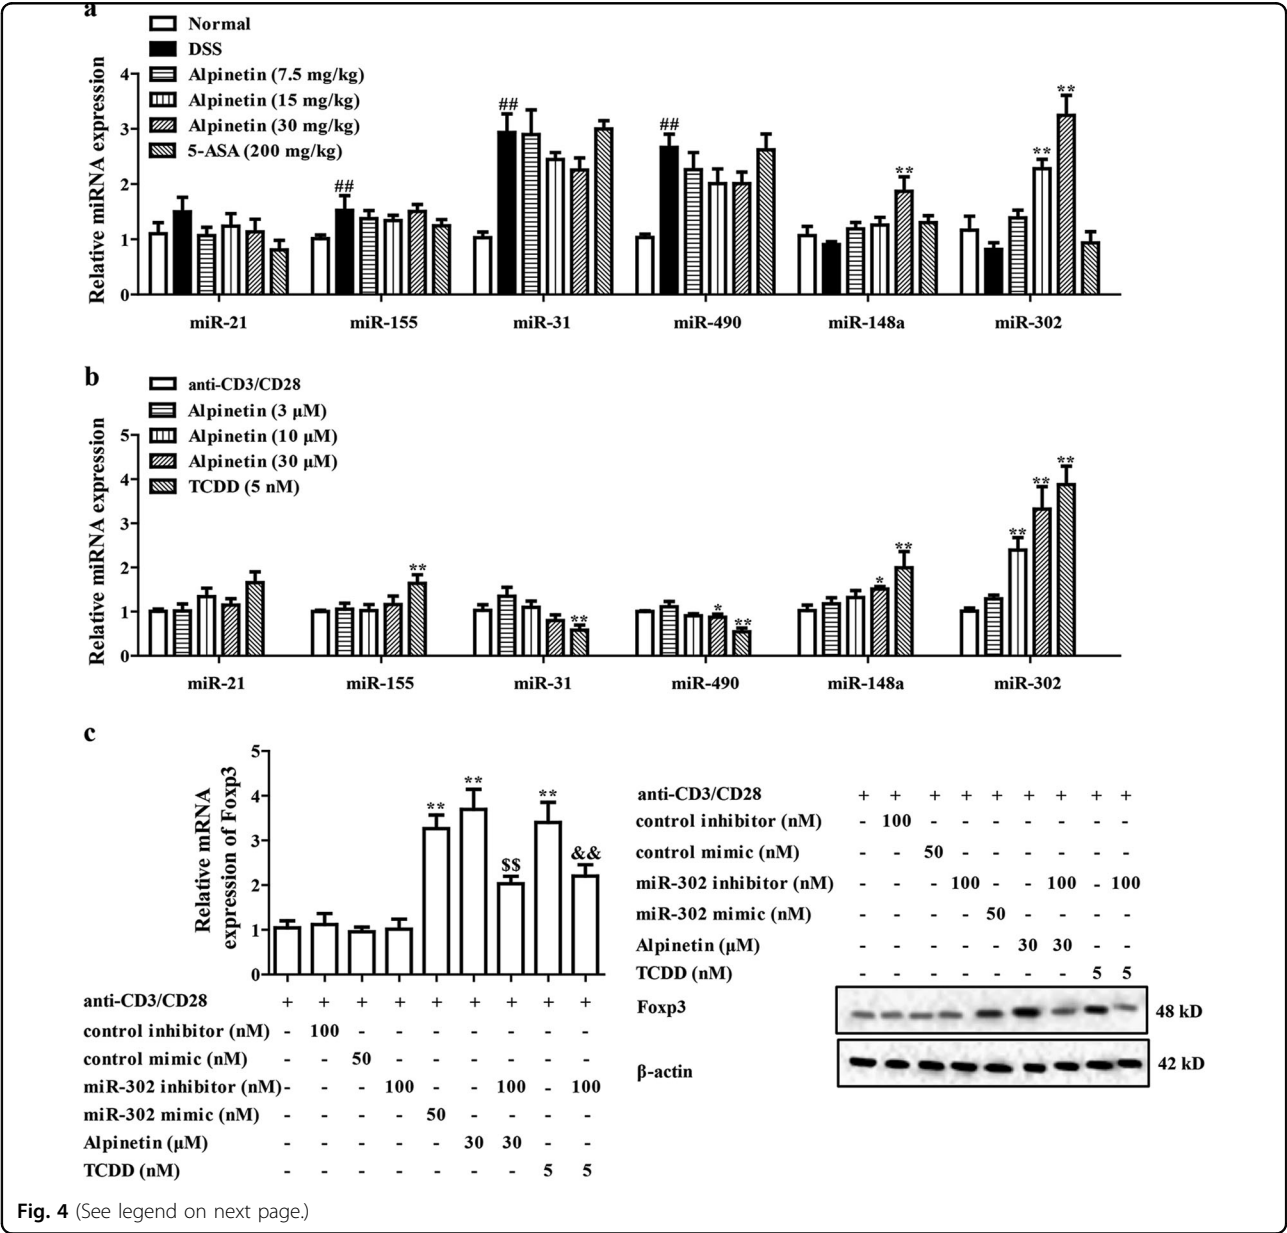 a
Normal
DSS
Alpinetin (7.5 mg/kg)
Alpinetin (15 mg/kg)
Alpinetin (30 mg/kg)
5-ASA (200 mg/kg)
Relative miRNA expression
4
3
2
1
0
## ## ## ** ** **
miR-21 miR-155 miR-31 miR-490 miR-148a miR-302
b
anti-CD3/CD28
Alpinetin (3 μM)
Alpinetin (10 μM)
Alpinetin (30 μM)
TCDD (5 nM)
Relative miRNA expression
5
4
3
2
1
0
** ** * ** * ** ** ** **
miR-21 miR-155 miR-31 miR-490 miR-148a miR-302
c
Relative mRNA
expression of Foxp3
5
4
3
2
1
0
** ** $$ ** &&
anti-CD3/CD28 + + + + + + + + +
control inhibitor (nM) - 100 - - - - - - -
control mimic (nM) - - 50 - - - - - -
miR-302 inhibitor (nM) - - - 100 - - 100 - 100
miR-302 mimic (nM) - - - - 50 - - - -
Alpinetin (μM) - - - - - 30 30 - -
TCDD (nM) - - - - - - - 5 5
anti-CD3/CD28 + + + + + + + + +
control inhibitor (nM) - 100 - - - - - - -
control mimic (nM) - - 50 - - - - - -
miR-302 inhibitor (nM) - - - 100 - - 100 - 100
miR-302 mimic (nM) - - - - 50 - - - -
Alpinetin (μM) - - - - - 30 30 - -
TCDD (nM) - - - - - - - 5 5
Foxp3 48 kD
β-actin 42 kD
Fig. 4 (See legend on next page.)